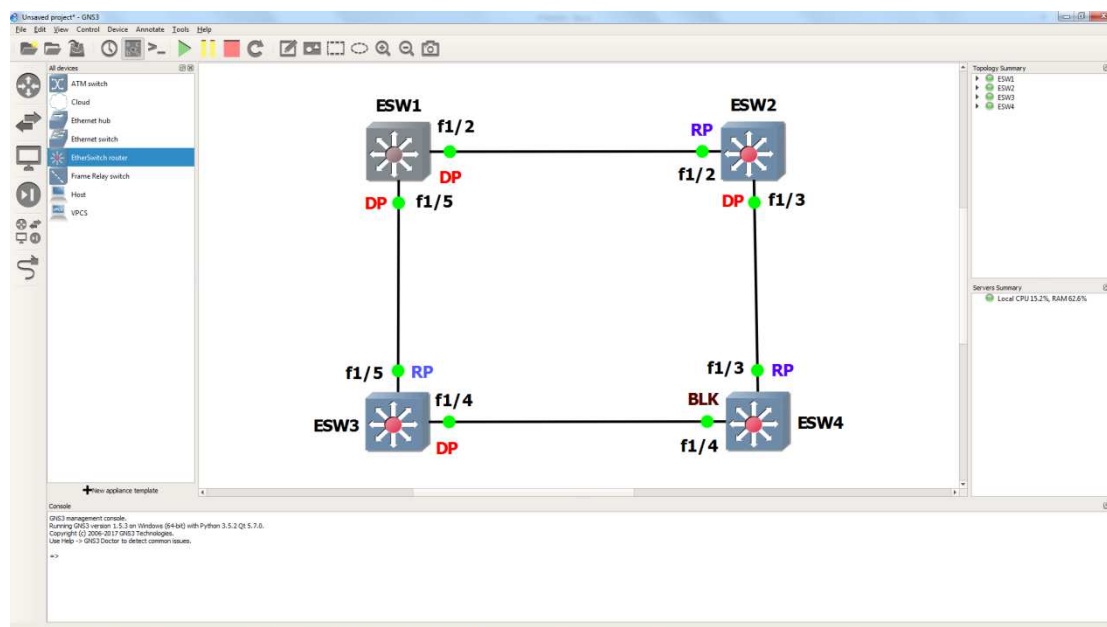 Unsaved project* - GNS3
File Edit View Control Device Annotate Tools Help
All devices
ATM switch
Cloud
Ethernet hub
Ethernet switch
EtherSwitch router
Frame Relay switch
Host
VPCS
New appliance template
ESW1
f1/2
DP
DP f1/5
ESW2
RP
f1/2
DP f1/3
f1/5 RP
f1/4
ESW3
DP
f1/3 RP
BLK
ESW4
f1/4
Topology Summary
ESW1
ESW2
ESW3
ESW4
Servers Summary
Local CPU 15.2%, RAM 62.6%
Console
GNS3 management console.
Running GNS3 version 1.5.3 on Windows (64-bit) with Python 3.5.2 Qt 5.7.0.
Copyright (c) 2006-2017 GNS3 Technologies.
Use Help -> GNS3 Doctor to detect common issues.
=>